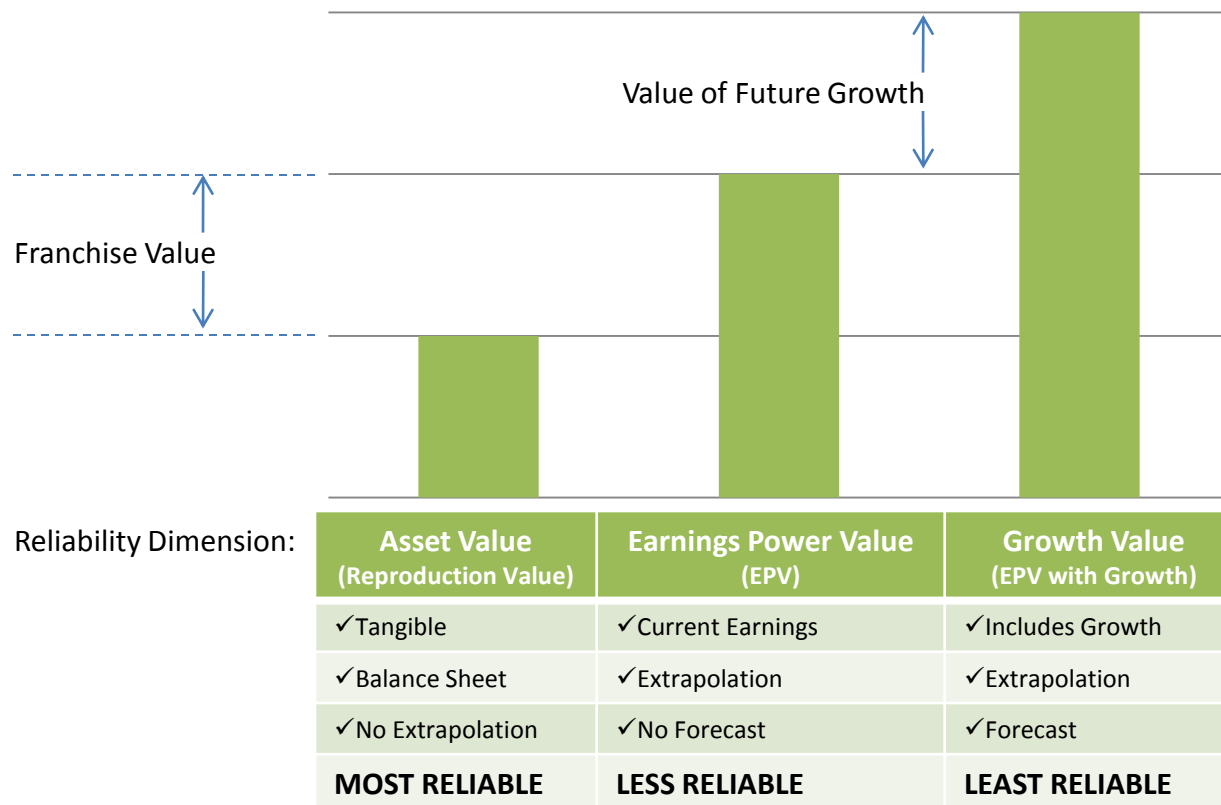 Value of Future Growth
Franchise Value
Reliability Dimension:
Asset Value
(Reproduction Value)
Earnings Power Value
(EPV)
Growth Value
(EPV with Growth)
✓Tangible
✓Current Earnings
✓Includes Growth
✓Balance Sheet
✓Extrapolation
✓Extrapolation
✓No Extrapolation
✓No Forecast
✓Forecast
MOST RELIABLE
LESS RELIABLE
LEAST RELIABLE